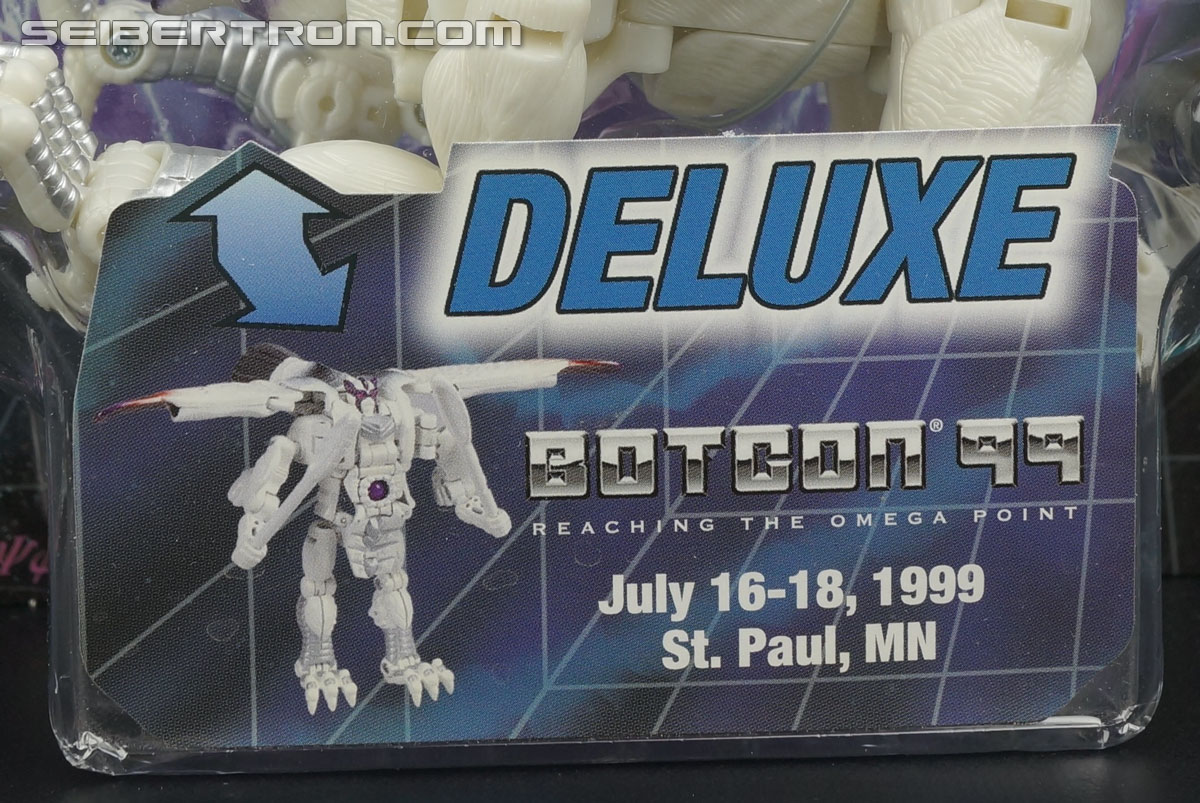 SEIBERTRON.COM
DELUXE
BOTCON® 99
REACHING THE OMEGA POINT
July 16-18, 1999
St. Paul, MN